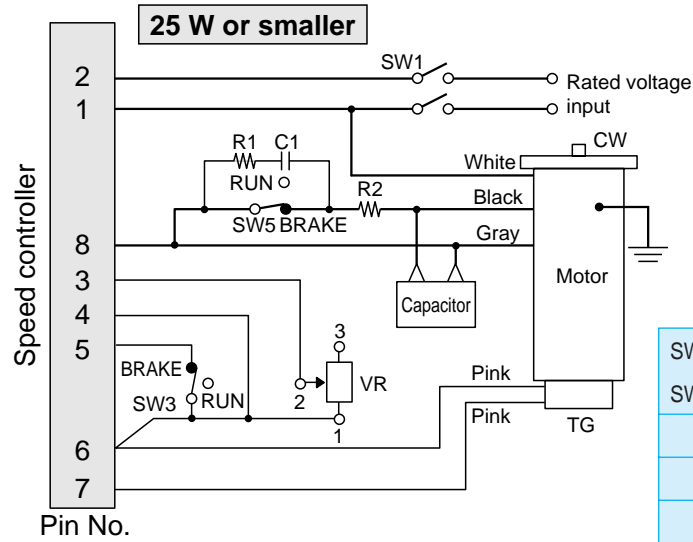 25 W or smaller
SW1
2
Rated voltage
1
input
R1 C1
CW
White
RUN
R2
Black
SW5 BRAKE
Gray
8
Speed controller
Motor
3
Capacitor
4
3
5
BRAKE
VR
RUN
2
Pink
SW3
1
Pink
TG
6
7
Pin No.
SW
SW